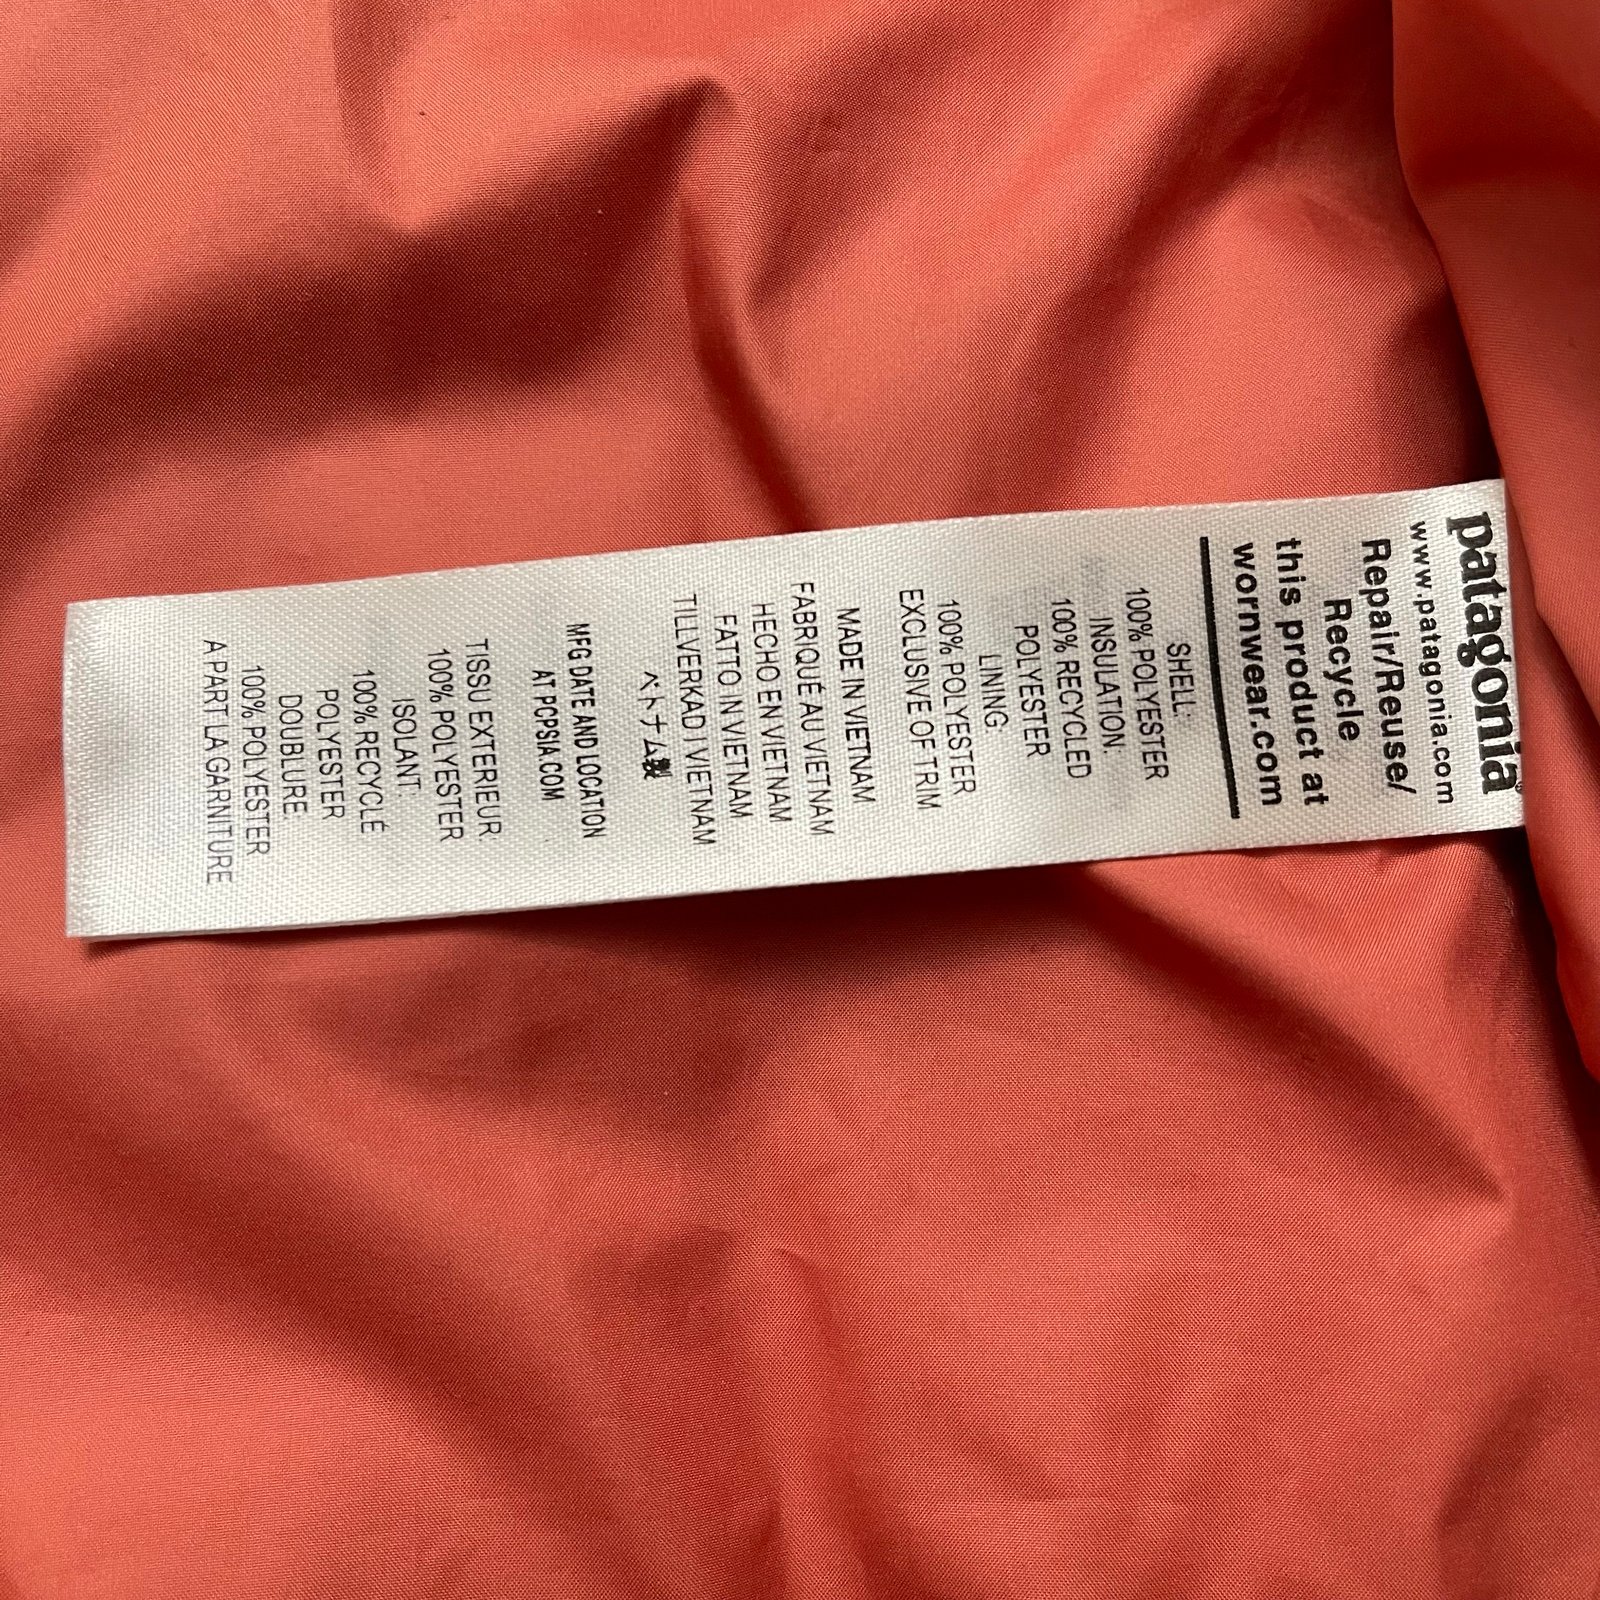 patagonia®
www.patagonia.com
Repair/Reuse/
Recycle
this product at
wornwear.com
SHELL:
100% POLYESTER
INSULATION:
100% RECYCLED
POLYESTER
LINING:
100% POLYESTER
EXCLUSIVE OF TRIM
MADE IN VIETNAM
FABRIQUÉ AU VIETNAM
HECHO EN VIETNAM
FATTO IN VIETNAM
TILLVERKAD I VIETNAM
ベトナム製
MFG DATE AND LOCATION
AT PCPSIA.COM
TISSU EXTERIEUR:
100% POLYESTER
ISOLANT:
100% RECYCLÉ
POLYESTER
DOUBLURE:
100% POLYESTER
A PART LA GARNITURE